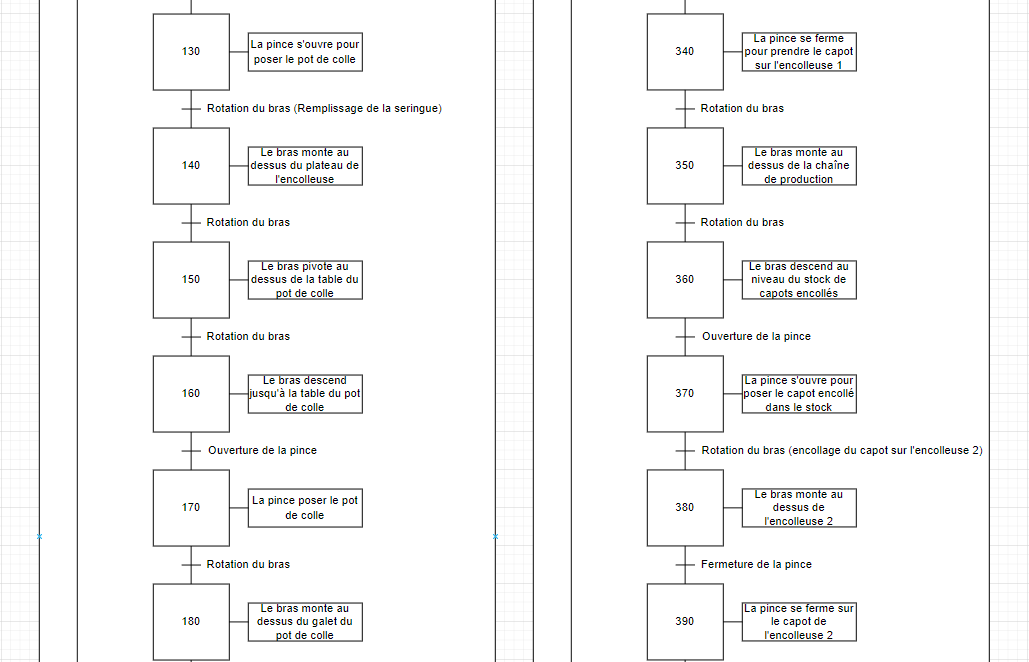 130
La pince s'ouvre pour
poser le pot de colle
Rotation du bras (Remplissage de la seringue)
140
Le bras monte au
dessus du plateau de
l'encolleuse
Rotation du bras
150
Le bras pivote au
dessus de la table du
pot de colle
Rotation du bras
160
Le bras descend
jusqu'à la table du pot
de colle
Ouverture de la pince
170
La pince poser le pot
de colle
Rotation du bras
180
Le bras monte au
dessus du galet du
pot de colle
340
La pince se ferme
pour prendre le capot
sur l'encolleuse 1
Rotation du bras
350
Le bras monte au
dessus de la chaîne
de production
Rotation du bras
360
Le bras descend au
niveau du stock de
capots encollés
Ouverture de la pince
370
La pince s'ouvre pour
poser le capot encollé
dans le stock
Rotation du bras (encollage du capot sur l'encolleuse 2)
380
Le bras monte au
dessus de
l'encolleuse 2
Fermeture de la pince
390
La pince se ferme sur
le capot de
l'encolleuse 2